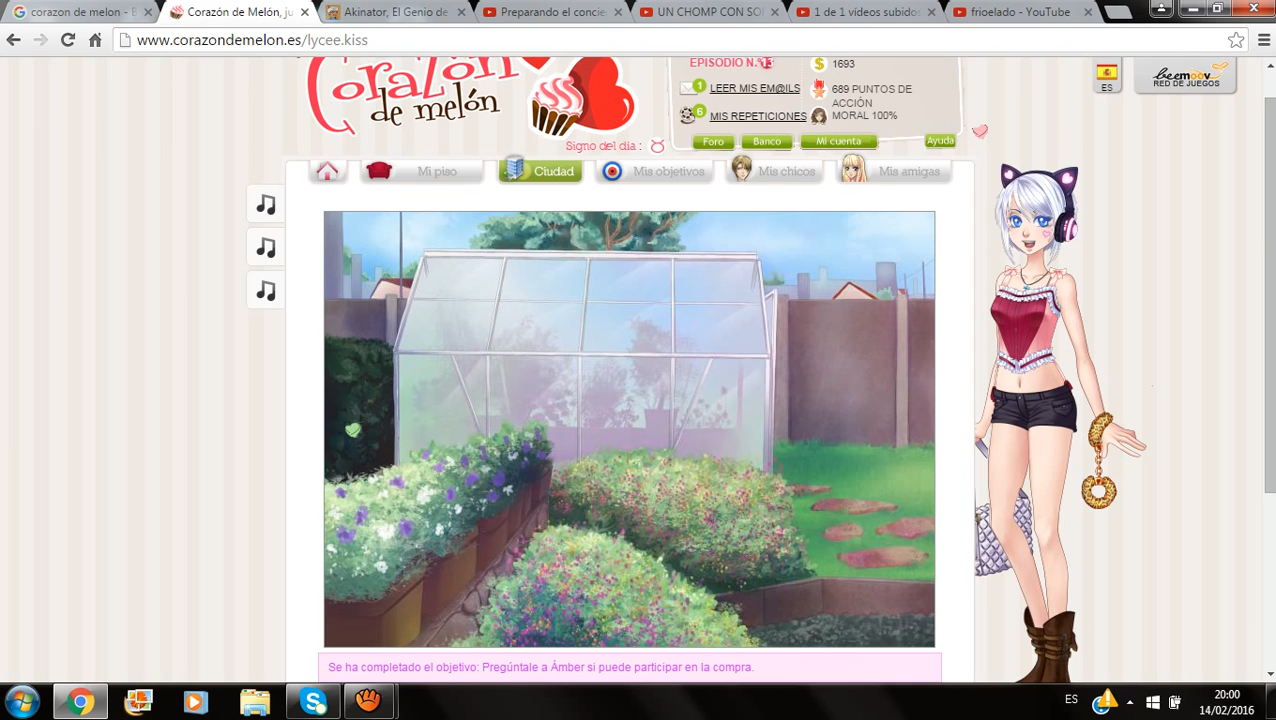 corazon de melon - B
Corazón de Melón, ju
Akinator, El Genio de
Preparando el concie
UN CHOMP CON SO
1 de 1 vídeos subido
frioelado - YouTube
www.corazondemelon.es/lycee.kiss
Corazón
de melón
EPISODIO N.º13
1693
1 LEER MIS EM@ILS
689 PUNTOS DE
ACCIÓN
6 MIS REPETICIONES
MORAL 100%
Signo del día :
Foro
Banco
Mi cuenta
Ayuda
ES
beemoov
RED DE JUEGOS
Mi piso
Ciudad
Mis objetivos
Mis chicos
Mis amigas
Se ha completado el objetivo: Pregúntale a Ámber si puede participar en la compra.
ES
20:00
14/02/2016